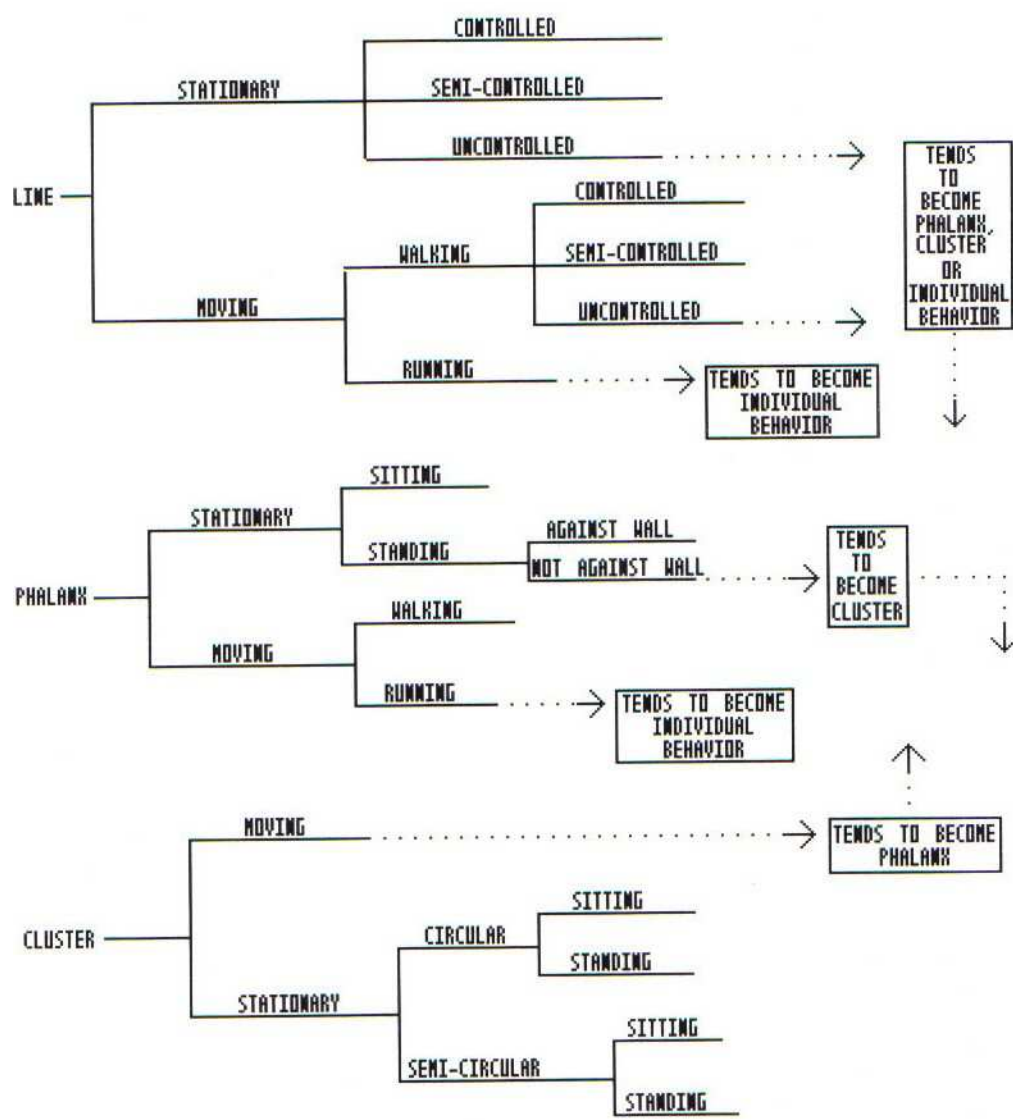 CONTROLLED
STATIONARY
SEMI-CONTROLLED
UNCONTROLLED
TENDS
TO
BECOME
PHALANX,
CLUSTER
OR
INDIVIDUAL
BEHAVIOR
LINE
CONTROLLED
WALKING
SEMI-CONTROLLED
MOVING
UNCONTROLLED
RUNNING
TENDS TO BECOME
INDIVIDUAL
BEHAVIOR
SITTING
STATIONARY
STANDING
AGAINST WALL
NOT AGAINST WALL
TENDS
TO
BECOME
CLUSTER
PHALANX
WALKING
MOVING
RUNNING
TENDS TO BECOME
INDIVIDUAL
BEHAVIOR
MOVING
TENDS TO BECOME
PHALANX
CLUSTER
SITTING
CIRCULAR
STANDING
STATIONARY
SITTING
SEMI-CIRCULAR
STANDING